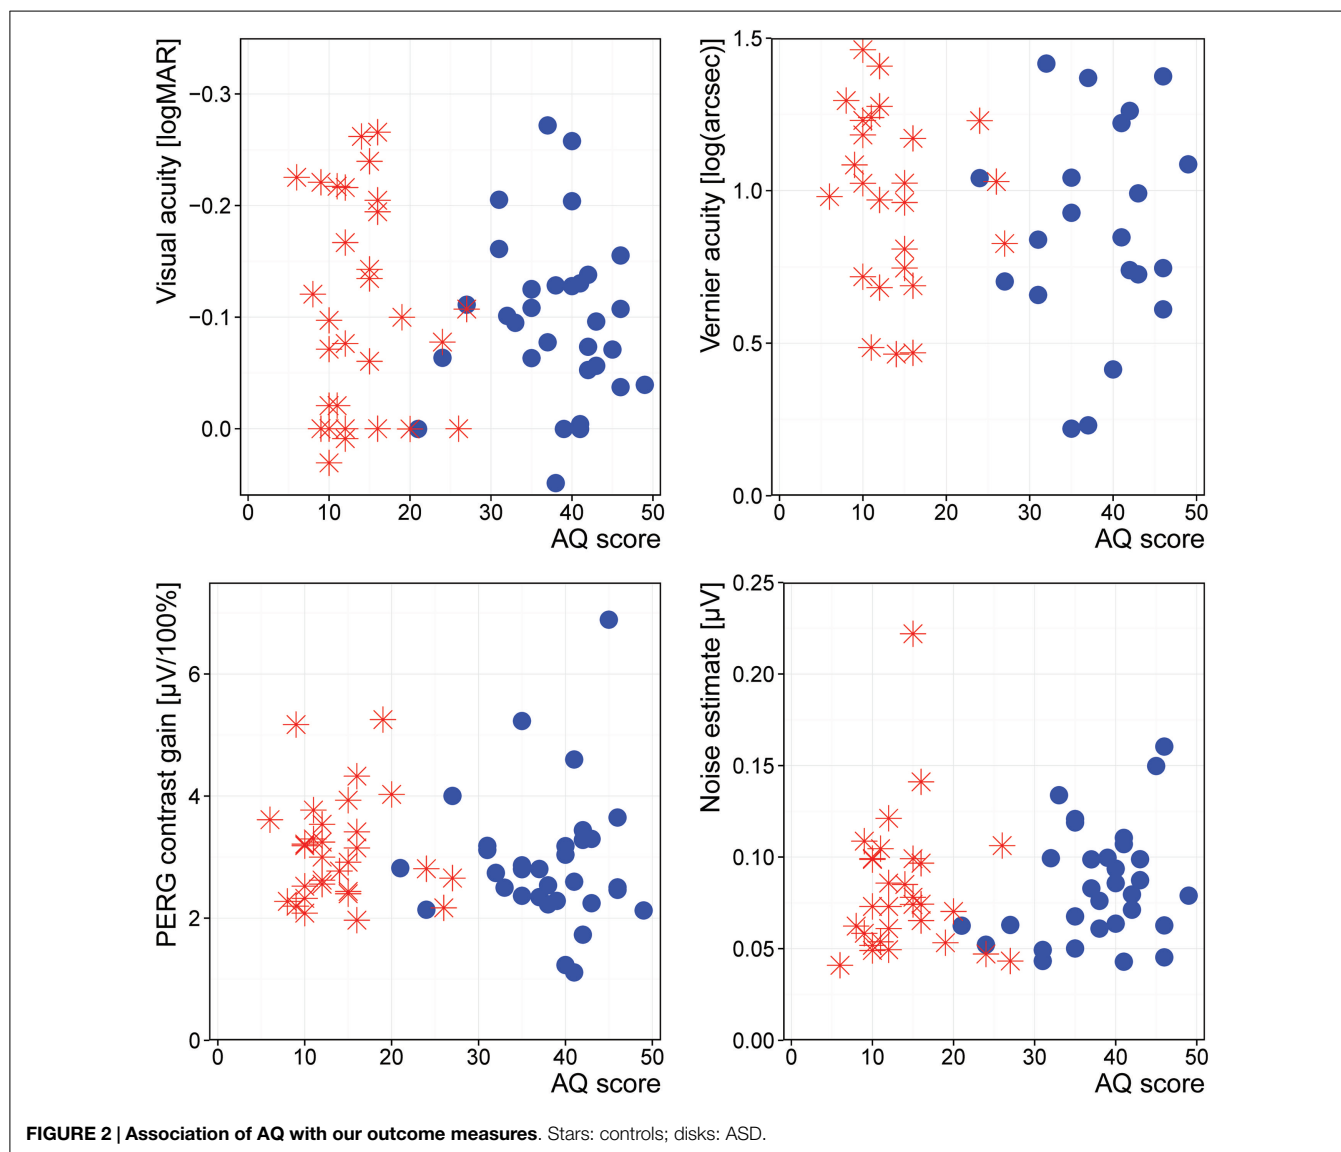 Visual acuity [logMAR]
−0.3
−0.2
−0.1
0.0
0 10 20 30 40 50
AQ score
Vernier acuity [log(arcsec)]
1.5
1.0
0.5
0.0
0 10 20 30 40 50
AQ score
PERG contrast gain [µV/100%]
6
4
2
0
0 10 20 30 40 50
AQ score
Noise estimate [µV]
0.25
0.20
0.15
0.10
0.05
0.00
0 10 20 30 40 50
AQ score
FIGURE 2 | Association of AQ with our outcome measures. Stars: controls; disks: ASD.